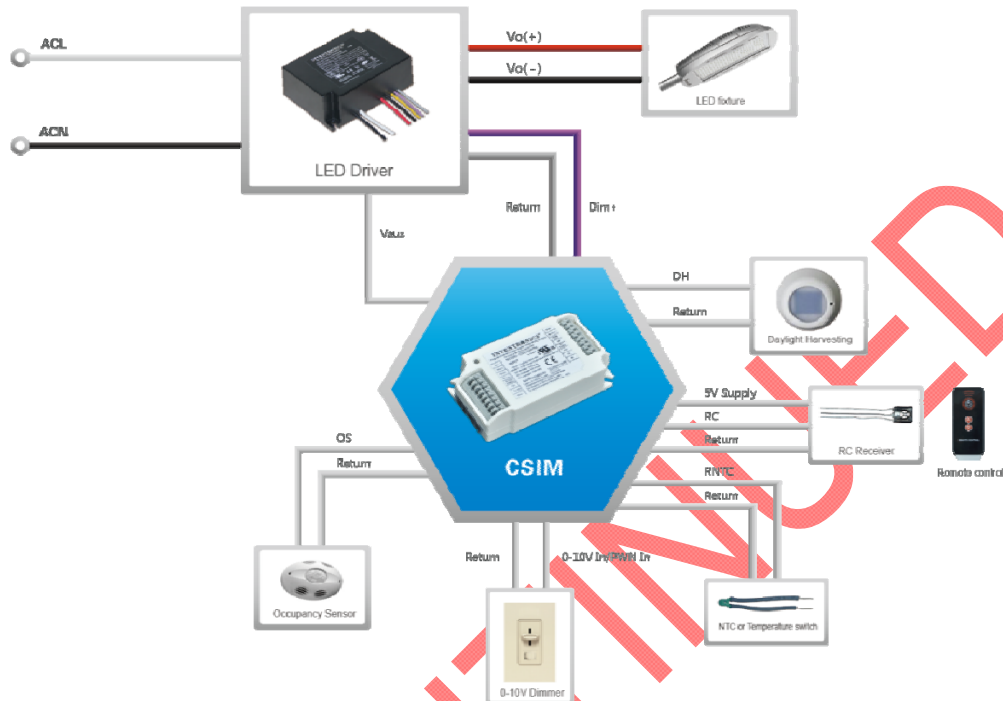 ACL
Vo(+)
Vo(-)
LED fixture
ACN
LED Driver
Return
Dim+
Vaux
DH
Return
Daylight Harvesting
5V Supply
RC
Return
RC Receiver
Remote control
OS
Return
CSIM
RNTC
Return
Return
0-10V In/PWM In
Occupancy Sensor
NTC or Temperature switch
0-10V Dimmer